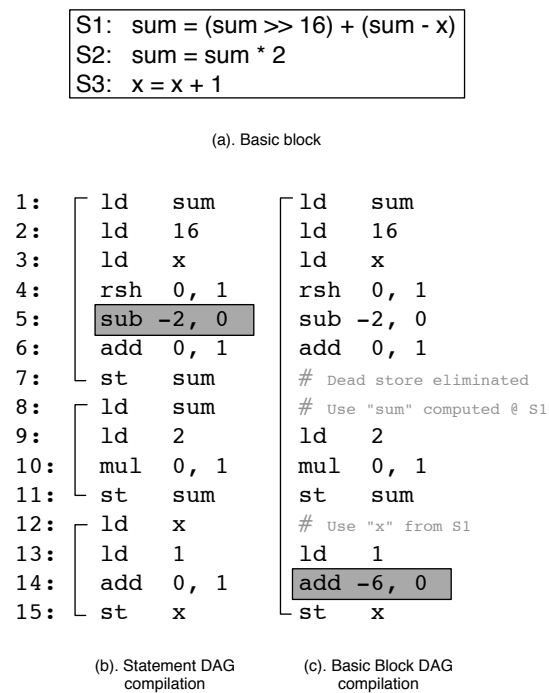 S1: sum = (sum >> 16) + (sum - x)
S2: sum = sum * 2
S3: x = x + 1
(a). Basic block
1: ld sum ld sum
2: ld 16 ld 16
3: ld x ld x
4: rsh 0, 1 rsh 0, 1
5: sub -2, 0 sub -2, 0
6: add 0, 1 add 0, 1
7: st sum # Dead store eliminated
8: ld sum # Use "sum" computed @ S1
9: ld 2 ld 2
10: mul 0, 1 mul 0, 1
11: st sum st sum
12: ld x # Use "x" from S1
13: ld 1 ld 1
14: add 0, 1 add -6, 0
15: st x st x
(b). Statement DAG compilation
(c). Basic Block DAG compilation